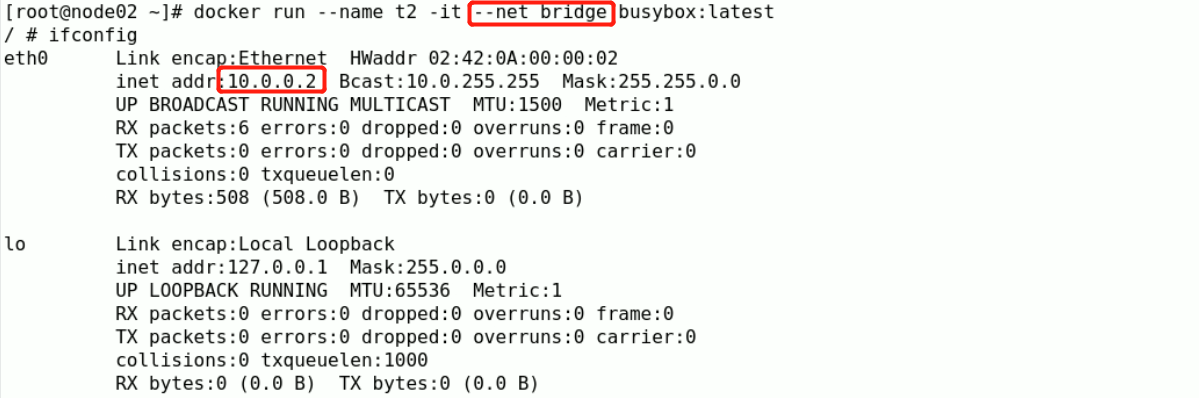 [root@node02 ~]# docker run --name t2 -it --net bridge busybox:latest
/ # ifconfig
eth0      Link encap:Ethernet  HWaddr 02:42:0A:00:00:02
          inet addr:10.0.0.2  Bcast:10.0.255.255  Mask:255.255.0.0
          UP BROADCAST RUNNING MULTICAST  MTU:1500  Metric:1
          RX packets:6 errors:0 dropped:0 overruns:0 frame:0
          TX packets:0 errors:0 dropped:0 overruns:0 carrier:0
          collisions:0 txqueuelen:0
          RX bytes:508 (508.0 B)  TX bytes:0 (0.0 B)

lo        Link encap:Local Loopback
          inet addr:127.0.0.1  Mask:255.0.0.0
          UP LOOPBACK RUNNING  MTU:65536  Metric:1
          RX packets:0 errors:0 dropped:0 overruns:0 frame:0
          TX packets:0 errors:0 dropped:0 overruns:0 carrier:0
          collisions:0 txqueuelen:1000
          RX bytes:0 (0.0 B)  TX bytes:0 (0.0 B)